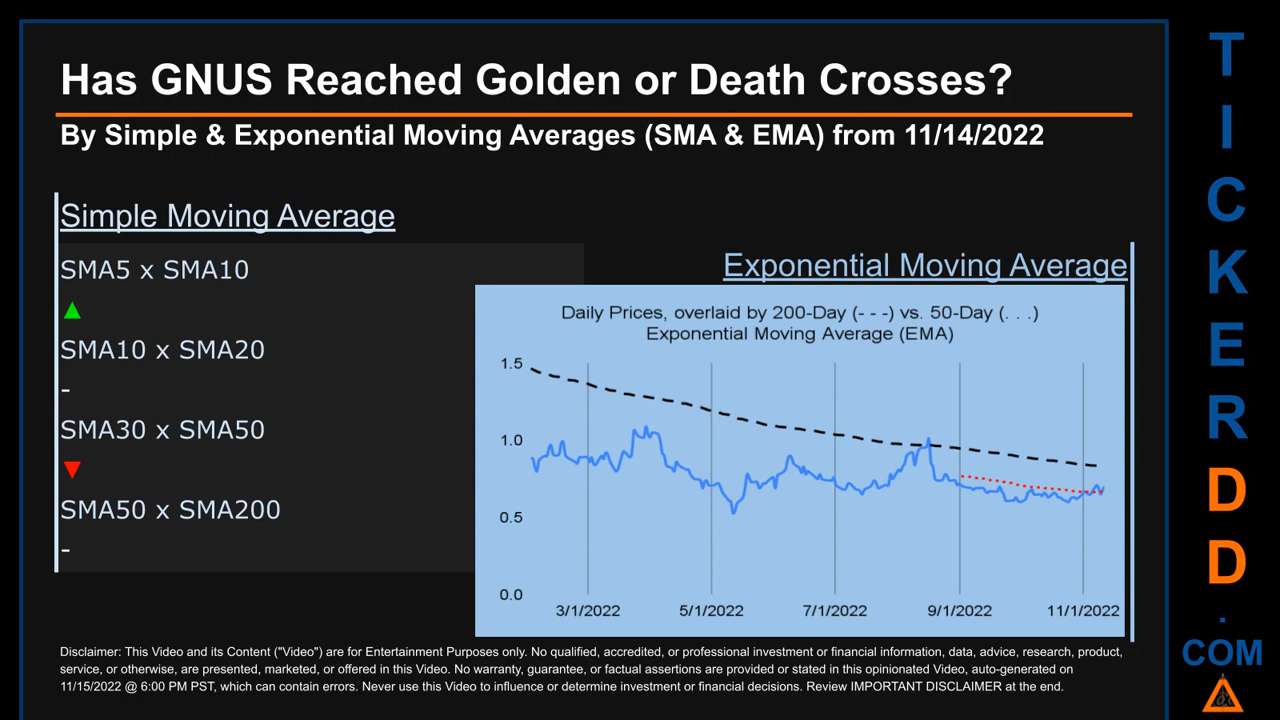 Has GNUS Reached Golden or Death Crosses?
By Simple & Exponential Moving Averages (SMA & EMA) from 11/14/2022
Simple Moving Average
SMA5 x SMA10
▲
SMA10 x SMA20
-
SMA30 x SMA50
▼
SMA50 x SMA200
-
Exponential Moving Average
Daily Prices, overlaid by 200-Day (- - -) vs. 50-Day (. . .)
Exponential Moving Average (EMA)
1.5
1.0
0.5
0.0
3/1/2022 5/1/2022 7/1/2022 9/1/2022 11/1/2022
Disclaimer: This Video and its Content ("Video") are for Entertainment Purposes only. No qualified, accredited, or professional investment or financial information, data, advice, research, product,
service, or otherwise, are presented, marketed, or offered in this Video. No warranty, guarantee, or factual assertions are provided or stated in this opinionated Video, auto-generated on
11/15/2022 @ 6:00 PM PST, which can contain errors. Never use this Video to influence or determine investment or financial decisions. Review IMPORTANT DISCLAIMER at the end.
T
I
C
K
E
R
D
D
.
COM